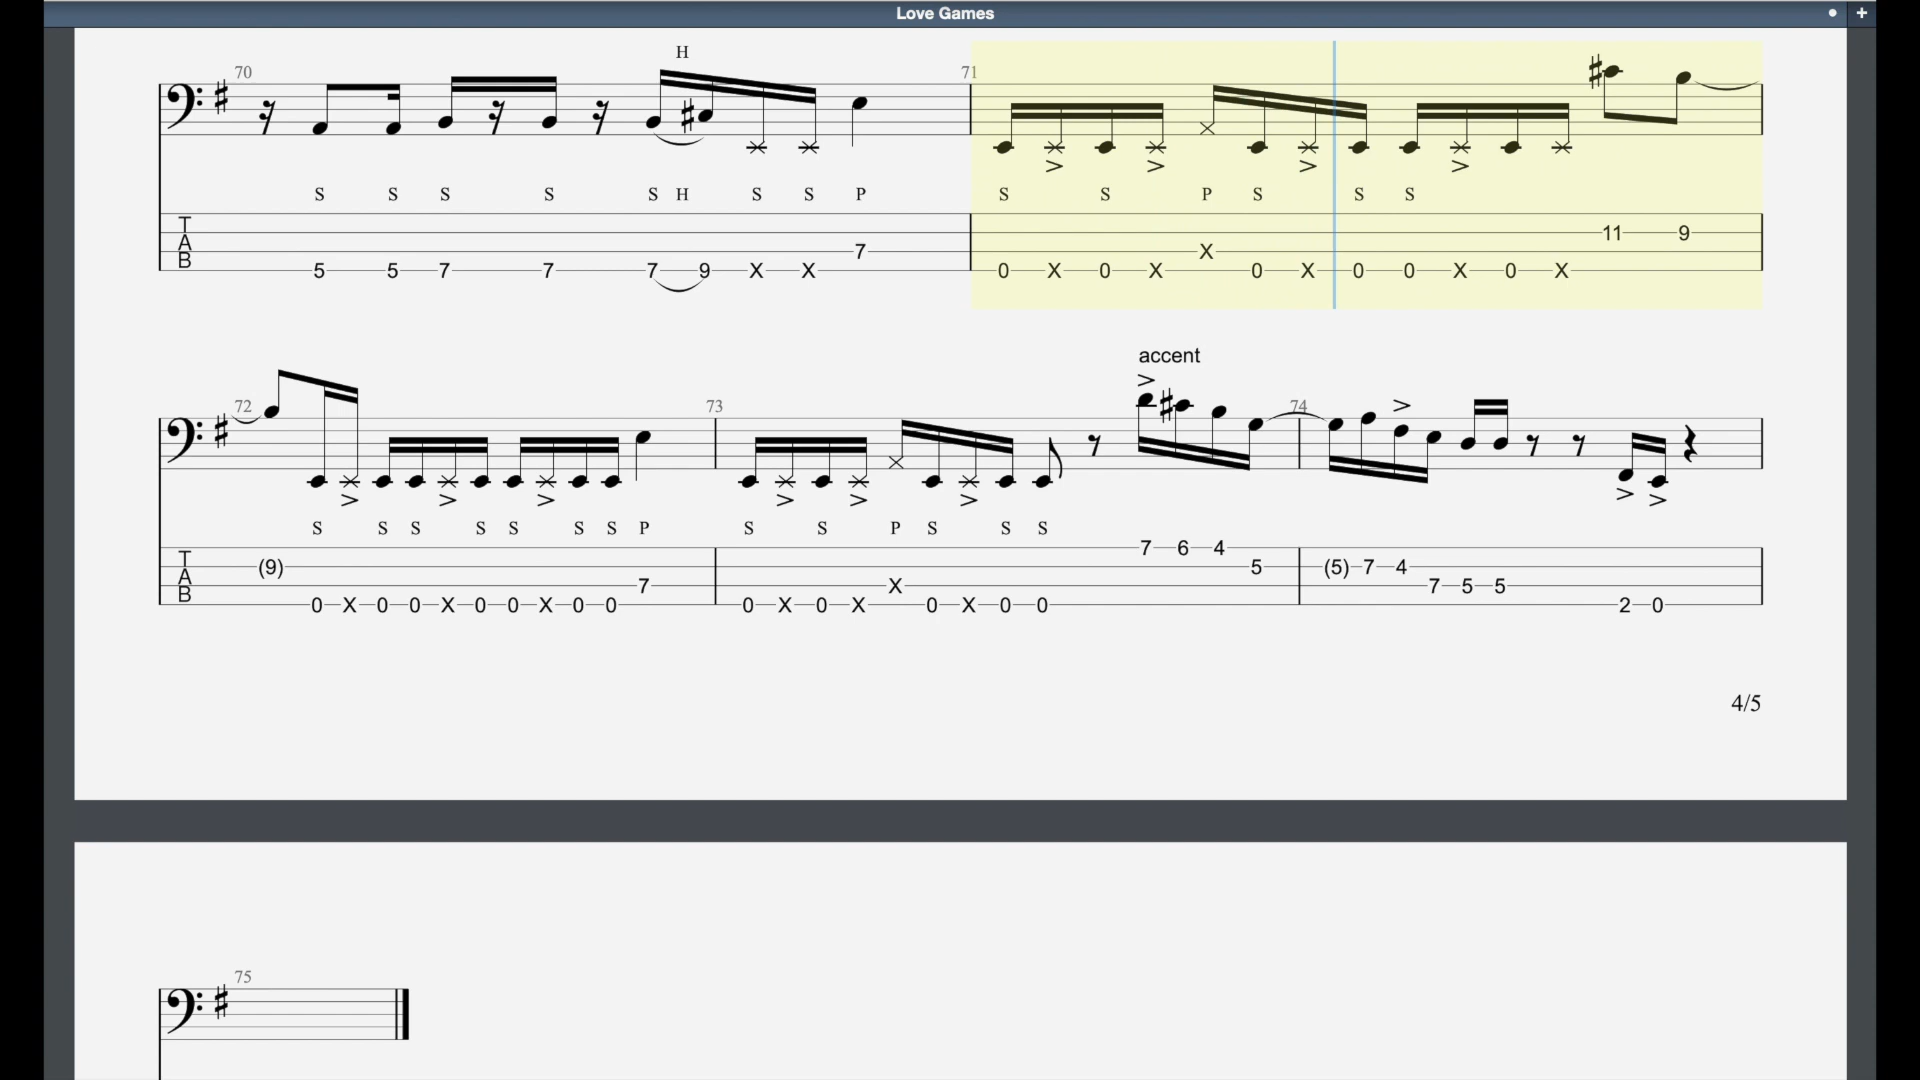 Love Games
H
70 71
S S S S S H S S P S S P S S S
T
A
B
11 9
7 X
5 5 7 7 7 9 X X 0 X 0 X 0 X 0 0 X 0 X
accent
72 73 74
S S S S S S S P S S P S S S
T
A
B
7 6 4
(9) 5 (5) 7 4
7 X 7 5 5
0 X 0 0 X 0 0 X 0 0 0 X 0 X 0 X 0 0 2 0
4/5
75